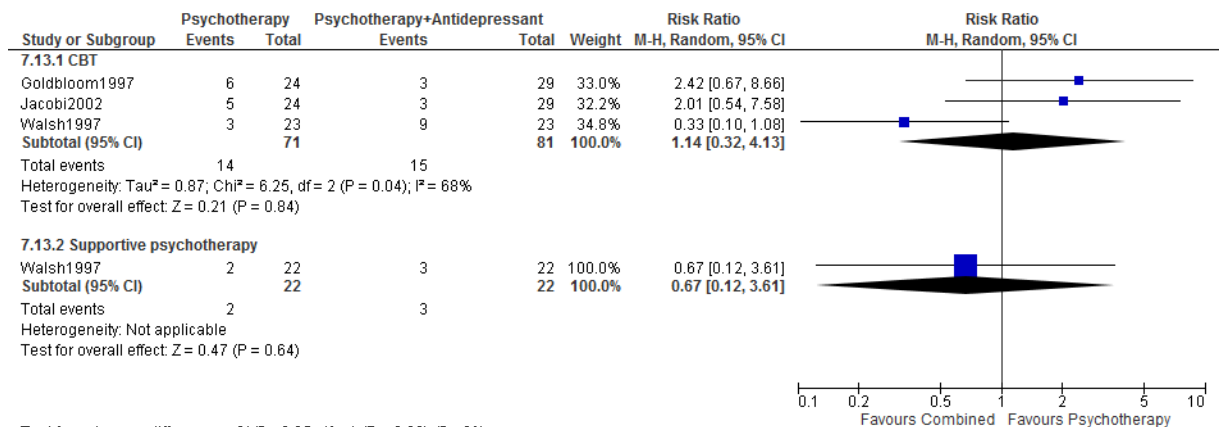 Psychotherapy Psychotherapy+Antidepressant Risk Ratio Risk Ratio
Study or Subgroup Events Total Events Total Weight M-H, Random, 95% CI M-H, Random, 95% CI
7.13.1 CBT
Goldbloom1997 6 24 3 29 33.0% 2.42 [0.67, 8.66]
Jacobi2002 5 24 3 29 32.2% 2.01 [0.54, 7.58]
Walsh1997 3 23 9 23 34.8% 0.33 [0.10, 1.08]
Subtotal (95% CI) 71 81 100.0% 1.14 [0.32, 4.13]
Total events 14 15
Heterogeneity: Tau² = 0.87; Chi² = 6.25, df = 2 (P = 0.04); I² = 68%
Test for overall effect: Z = 0.21 (P = 0.84)
7.13.2 Supportive psychotherapy
Walsh1997 2 22 3 22 100.0% 0.67 [0.12, 3.61]
Subtotal (95% CI) 22 22 100.0% 0.67 [0.12, 3.61]
Total events 2 3
Heterogeneity: Not applicable
Test for overall effect: Z = 0.47 (P = 0.64)
0.1 0.2 0.5 1 2 5 10
Favours Combined Favours Psychotherapy